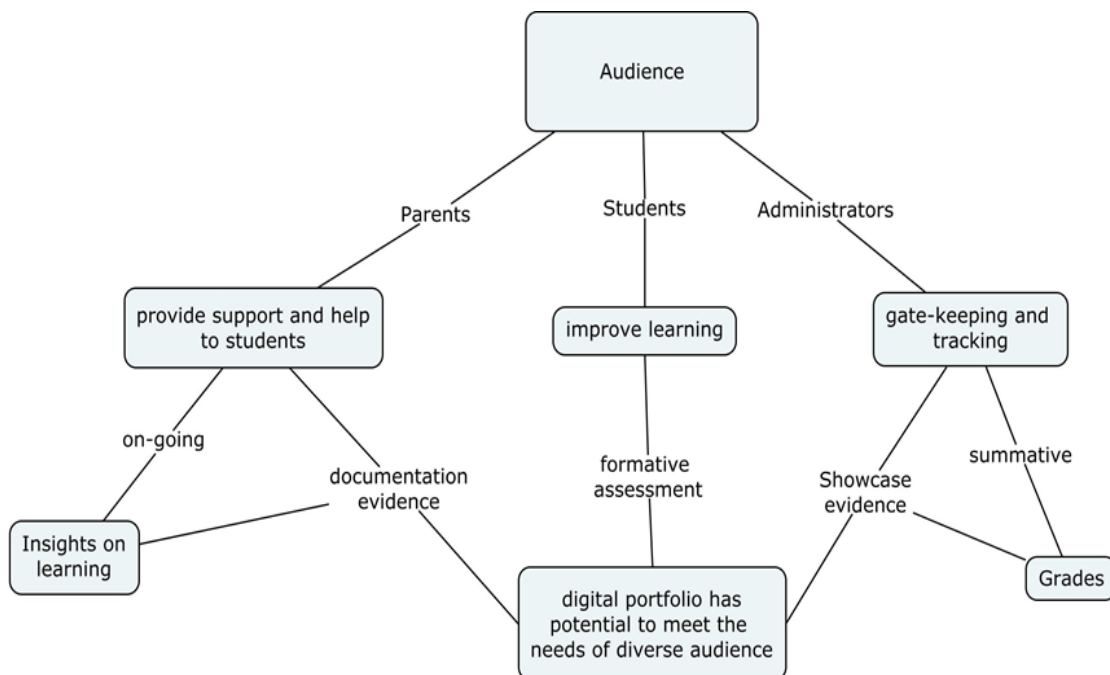 Audience
Parents
Students
Administrators
provide support and help
to students
improve learning
gate-keeping and
tracking
on-going
documentation
evidence
formative
assessment
Showcase
evidence
summative
Insights on
learning
digital portfolio has
potential to meet the
needs of diverse audience
Grades